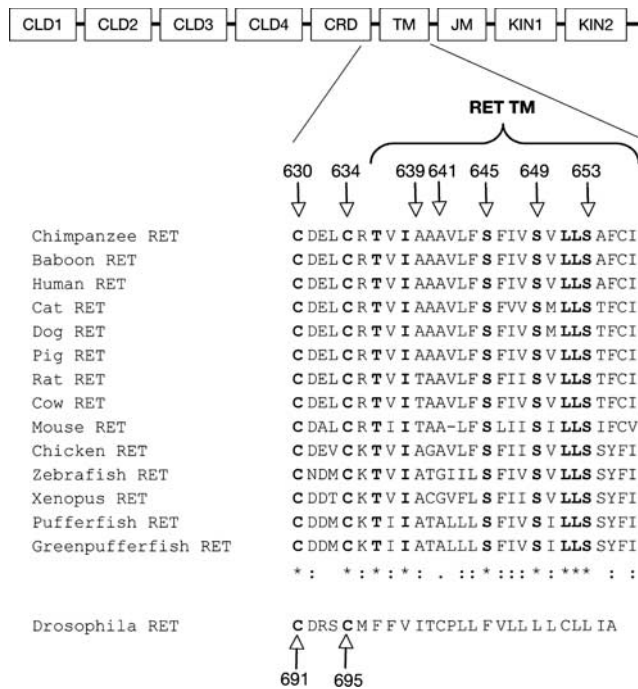 CLD1 CLD2 CLD3 CLD4 CRD TM JM KIN1 KIN2
RET TM
630 634 639 641 645 649 653
Chimpanzee RET CDELCRTVIAAAVLFSFIVSVLLSAFCI
Baboon RET CDELCRTVIAAAVLFSFIVSVLLSAFCI
Human RET CDELCRTVIAAAVLFSFIVSVLLSAFCI
Cat RET CDELCRTVIAAAVLFSFVVSMLLSTFCI
Dog RET CDELCRTVIAAAVLFSFIVSMLLSTFCI
Pig RET CDELCRTVIAAAVLFSFIVSVLLSTFCI
Rat RET CDELCRTVITAAVLFSFIISVLLSTFCI
Cow RET CDELCRTVIAAAVLFSFIVSVLLSTFCI
Mouse RET CDALCRTIITAA-LFSLIISILLSIFCV
Chicken RET CDEVCKTVIAGAVLFSFIISVLLSSYFI
Zebrafish RET CNDMCKTVIATGIILSFIVSVLLSSYFI
Xenopus RET CDDTCKTVIACGVFLSFIISVLLSSYFI
Pufferfish RET CDDMCKTIIATALLLSFIVSILLSSYFI
Greenpufferfish RET CDDMCKTIIATALLLSFIVSILLSSYFI
*: *:*:* : . ::*:::*:*** : :
Drosophila RET CDRSCMFFVITCPLLFVLLLLCLLIA
691 695